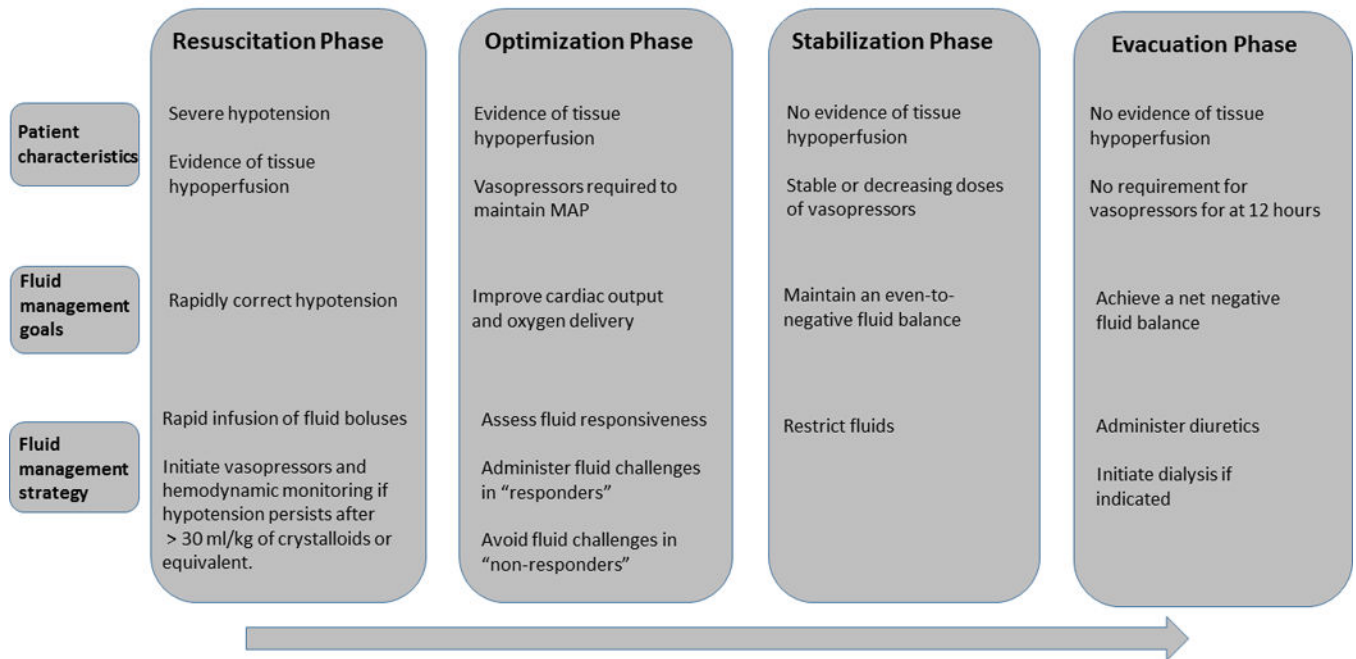 Resuscitation Phase
Optimization Phase
Stabilization Phase
Evacuation Phase
Patient
characteristics
Severe hypotension
Evidence of tissue
hypoperfusion
Evidence of tissue
hypoperfusion
Vasopressors required to
maintain MAP
No evidence of tissue
hypoperfusion
Stable or decreasing doses
of vasopressors
No evidence of tissue
hypoperfusion
No requirement for
vasopressors for at 12 hours
Fluid
management
goals
Rapidly correct hypotension
Improve cardiac output
and oxygen delivery
Maintain an even-to-
negative fluid balance
Achieve a net negative
fluid balance
Fluid
management
strategy
Rapid infusion of fluid boluses
Initiate vasopressors and
hemodynamic monitoring if
hypotension persists after
> 30 ml/kg of crystalloids or
equivalent.
Assess fluid responsiveness
Administer fluid challenges
in “responders”
Avoid fluid challenges in
“non-responders”
Restrict fluids
Administer diuretics
Initiate dialysis if
indicated